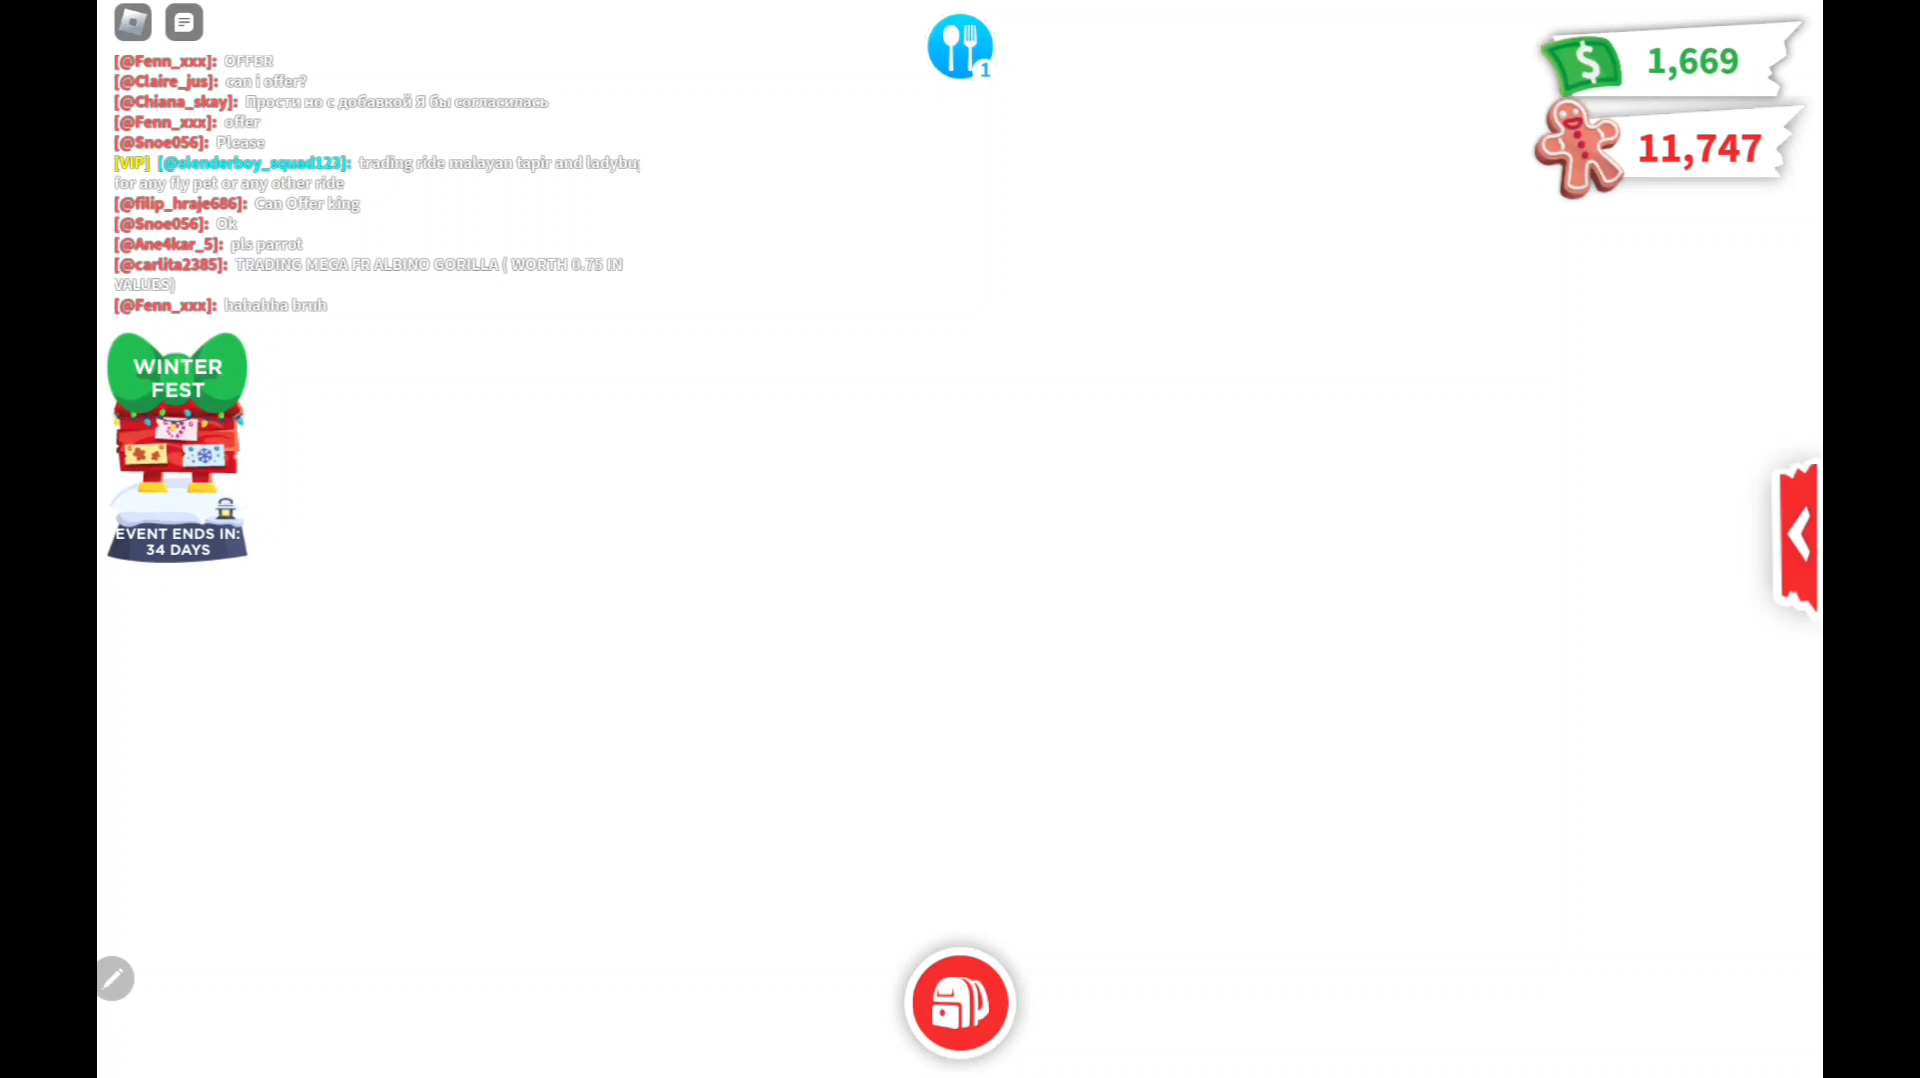 [@Fenn_xxx]: OFFER
[@Claire_jus]: can i offer?
[@Chiana_skay]: Прости но с добавкой Я бы согласилась
[@Fenn_xxx]: offer
[@Snoe056]: Please
[VIP] [@slenderboy_squad123]: trading ride malayan tapir and ladybug
for any fly pet or any other ride
[@filip_hraje686]: Can Offer king
[@Snoe056]: Ok
[@Ane4kar_5]: pls parrot
[@carlita2385]: TRADING MEGA FR ALBINO GORILLA ( WORTH 0.75 IN
VALUES)
[@Fenn_xxx]: hahahha bruh
1
1,669
11,747
WINTER
FEST
EVENT ENDS IN:
34 DAYS